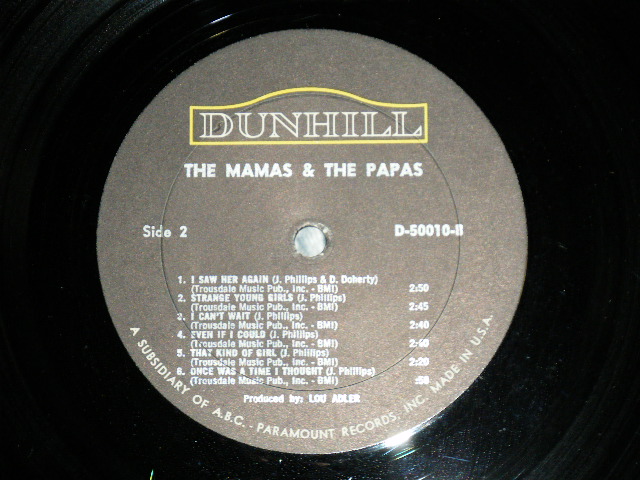 DUNHILL
THE MAMAS & THE PAPAS
Side 2
D-50010-B
1. I SAW HER AGAIN (J. Phillips & D. Doherty)
(Trousdale Music Pub., Inc. - BMI) 2:50
2. STRANGE YOUNG GIRLS (J. Phillips)
(Trousdale Music Pub., Inc. - BMI) 2:45
3. I CAN'T WAIT (J. Phillips)
(Trousdale Music Pub., Inc. - BMI) 2:40
4. EVEN IF I COULD (J. Phillips)
(Trousdale Music Pub., Inc. - BMI) 2:40
5. THAT KIND OF GIRL (J. Phillips)
(Trousdale Music Pub., Inc. - BMI) 2:20
6. ONCE WAS A TIME I THOUGHT (J. Phillips)
(Trousdale Music Pub., Inc. - BMI) :58
Produced by: LOU ADLER
A SUBSIDIARY OF A.B.C. - PARAMOUNT RECORDS, INC. MADE IN U.S.A.